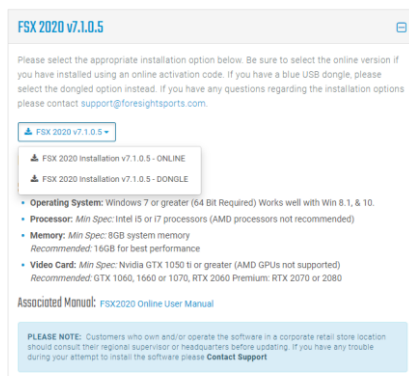 FSX 2020 v7.1.0.5
Please select the appropriate installation option below. Be sure to select the online version if
you have installed using an online activation code. If you have a blue USB dongle, please
select the dongled option instead. If you have any questions regarding the installation options
please contact support@foresightsports.com.
FSX 2020 v7.1.0.5
FSX 2020 Installation v7.1.0.5 - ONLINE
FSX 2020 Installation v7.1.0.5 - DONGLE
• Operating System: Windows 7 or greater (64 Bit Required) Works well with Win 8.1, & 10.
• Processor: Min Spec: Intel i5 or i7 processors (AMD processors not recommended)
• Memory: Min Spec: 8GB system memory
Recommended: 16GB for best performance
• Video Card: Min Spec: Nvidia GTX 1050 ti or greater (AMD GPUs not supported)
Recommended: GTX 1060, 1660 or 1070, RTX 2060 Premium: RTX 2070 or 2080
Associated Manual: FSX2020 Online User Manual
PLEASE NOTE: Customers who own and/or operate the software in a corporate retail store location
should consult their regional supervisor or headquarters before updating. If you have any trouble
during your attempt to install the software please Contact Support